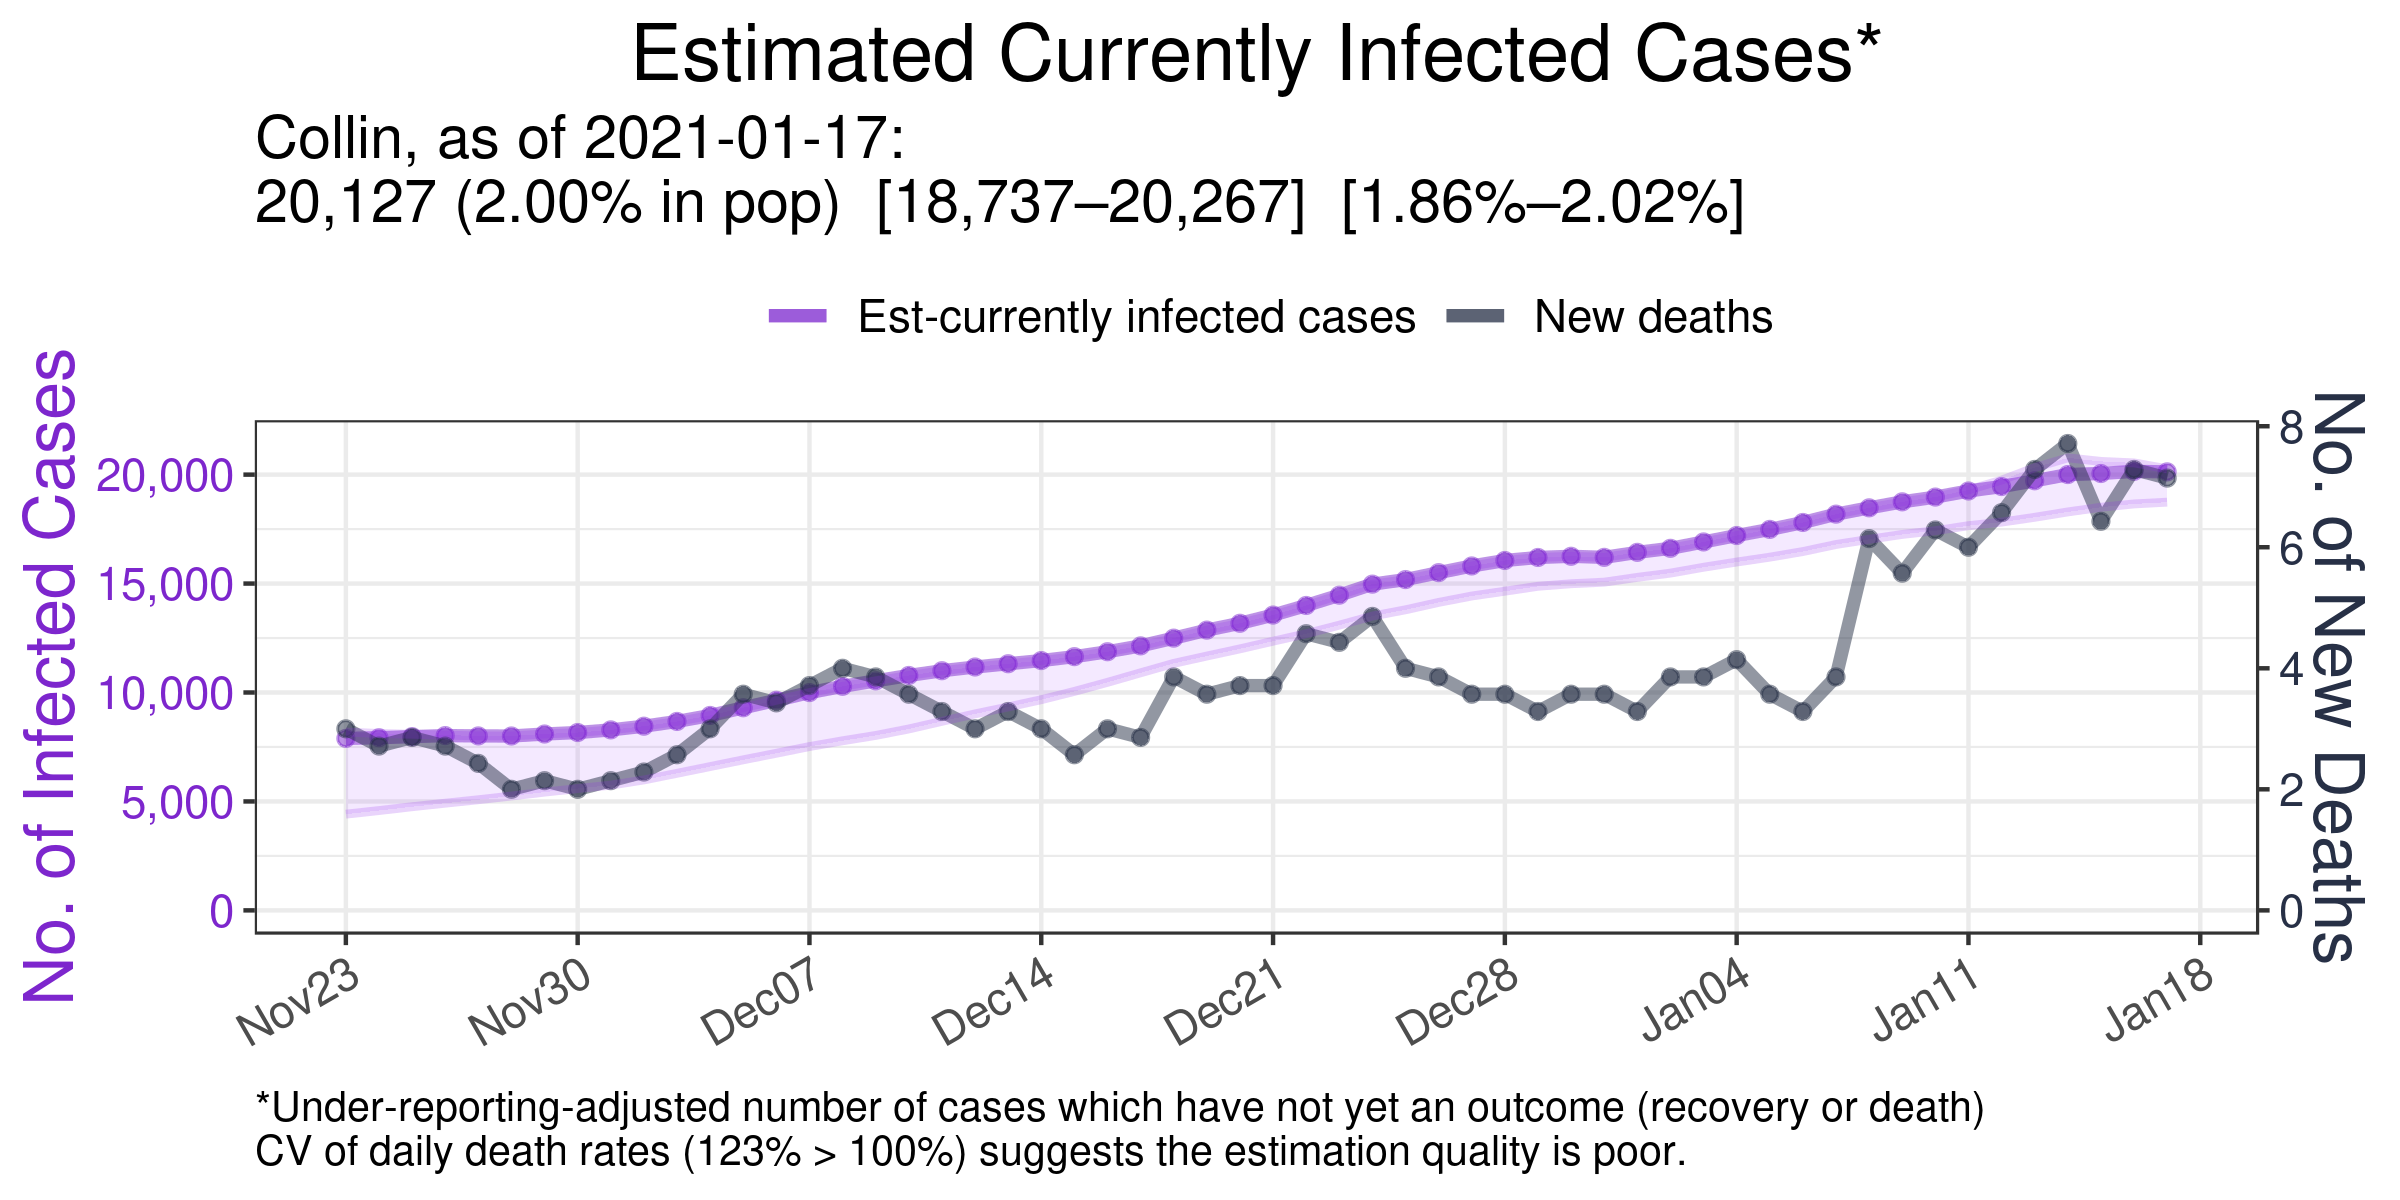 Estimated Currently Infected Cases*
Collin, as of 2021-01-17:
20,127 (2.00% in pop)  [18,737–20,267]  [1.86%–2.02%]
Est-currently infected cases
New deaths
No. of Infected Cases
20,000
15,000
10,000
5,000
0
8
6
4
2
0
No. of New Deaths
Nov23
Nov30
Dec07
Dec14
Dec21
Dec28
Jan04
Jan11
Jan18
*Under-reporting-adjusted number of cases which have not yet an outcome (recovery or death)
CV of daily death rates (123% > 100%) suggests the estimation quality is poor.